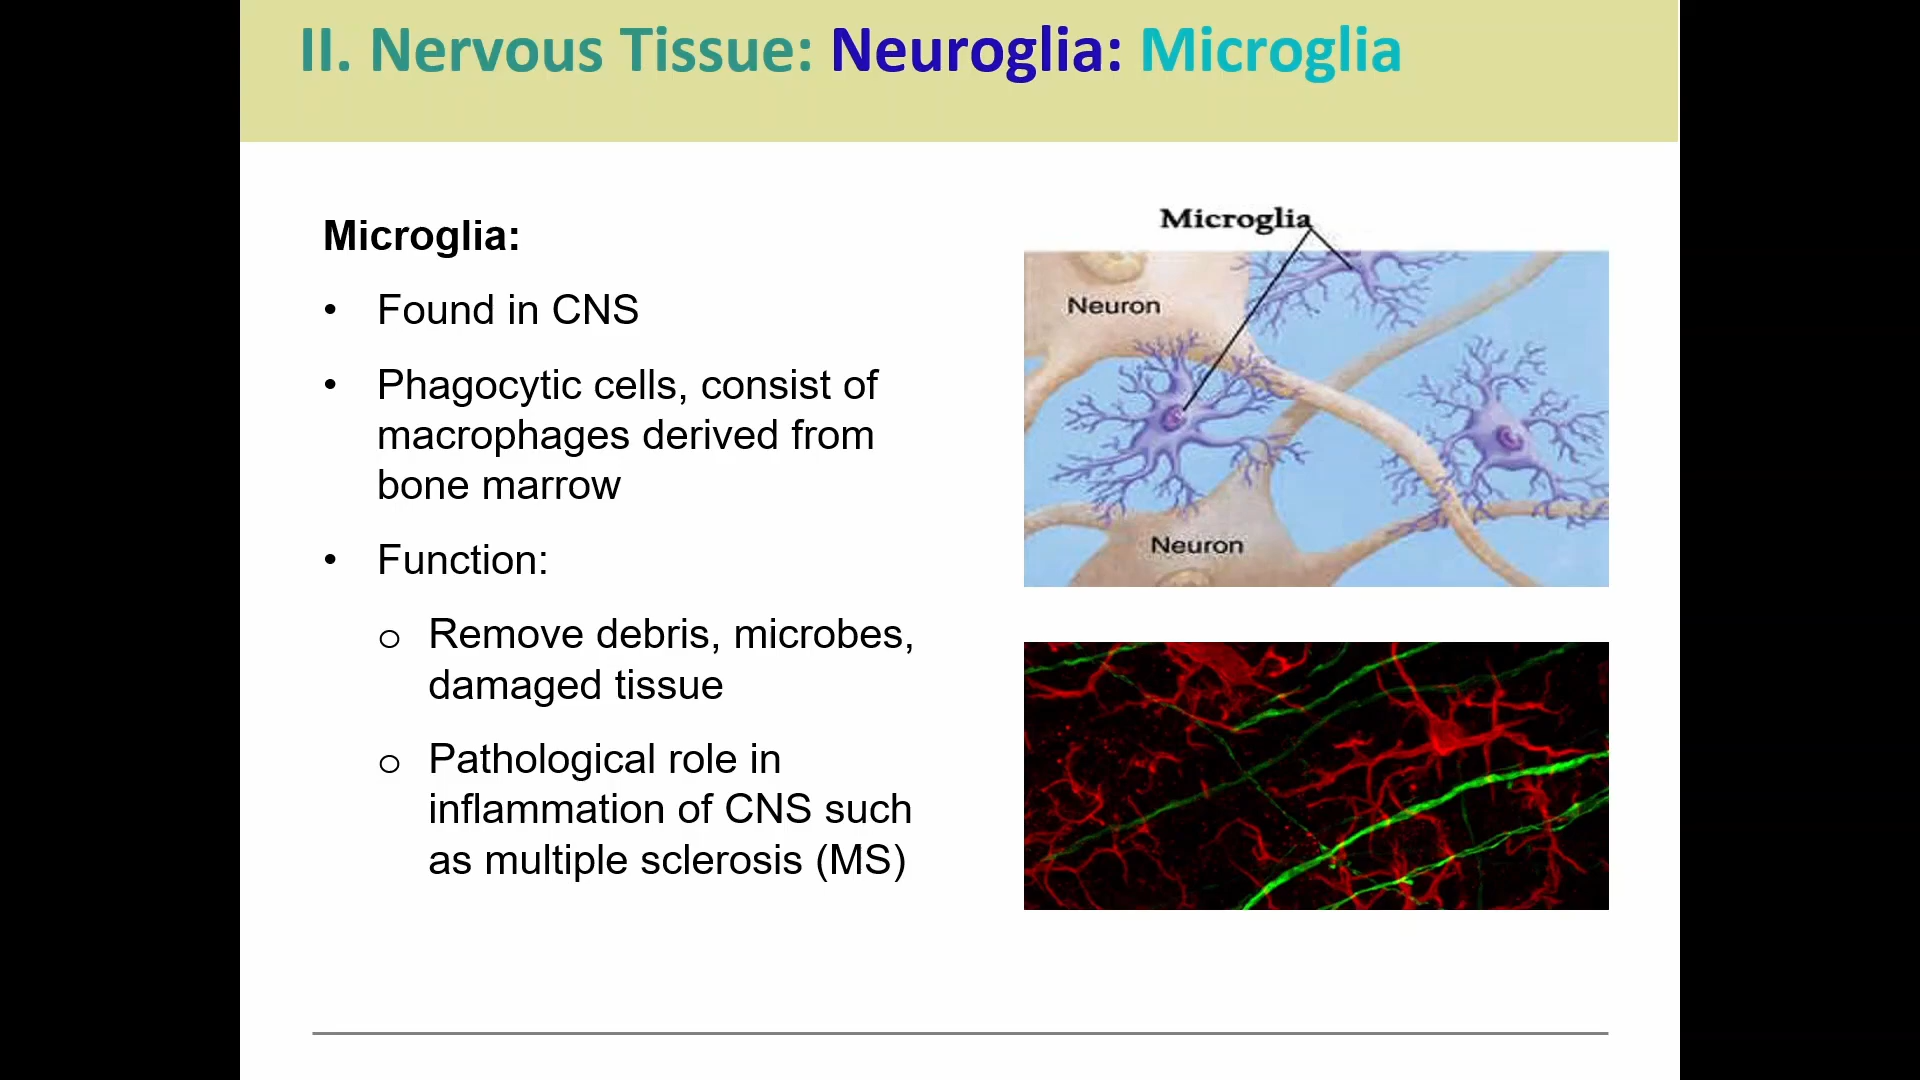 II. Nervous Tissue: Neuroglia: Microglia
Microglia:
• Found in CNS
• Phagocytic cells, consist of
macrophages derived from
bone marrow
• Function:
o Remove debris, microbes,
damaged tissue
o Pathological role in
inflammation of CNS such
as multiple sclerosis (MS)
Microglia
Neuron
Neuron